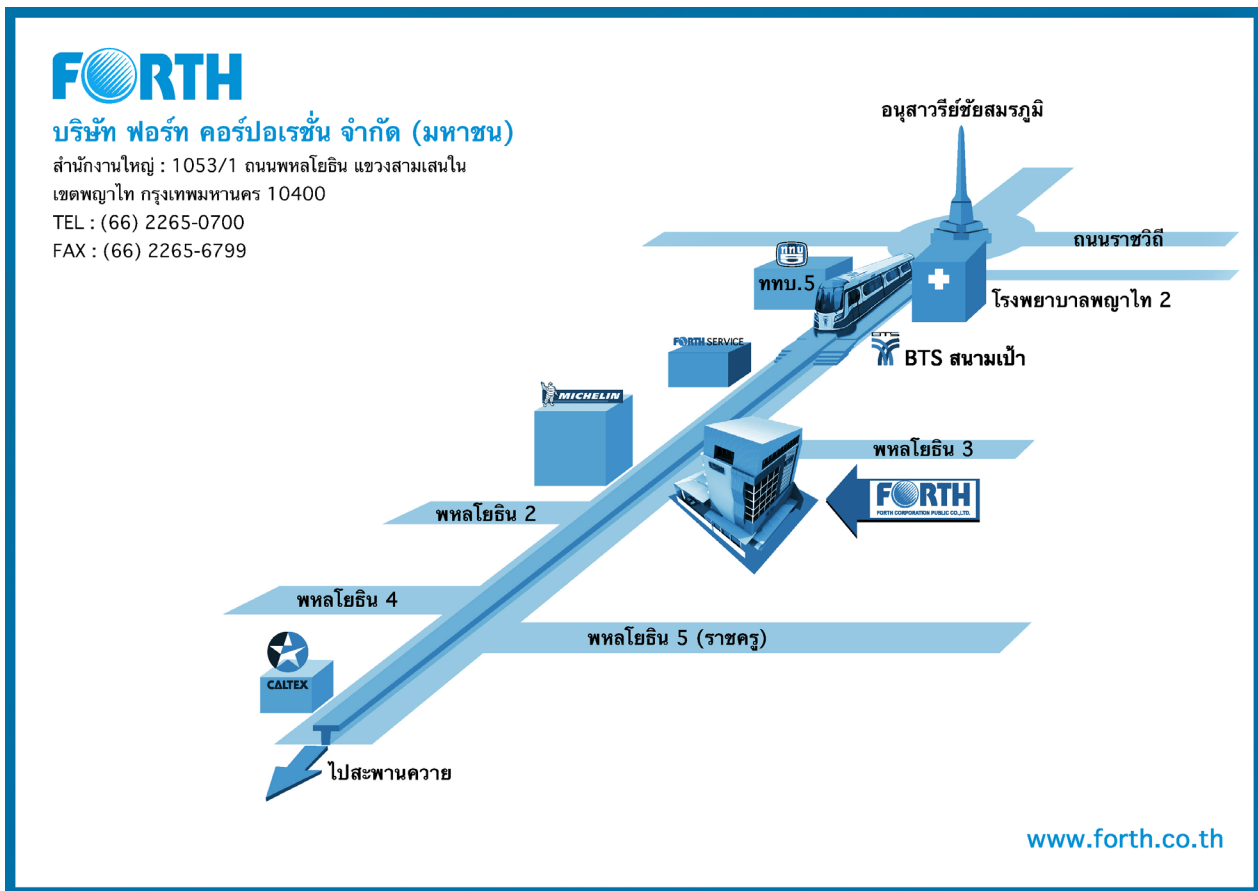 FORTH
บริษัท ฟอร์ท คอร์ปอเรชั่น จำกัด (มหาชน)
สำนักงานใหญ่ : 1053/1 ถนนพหลโยธิน แขวงสามเสนใน
เขตพญาไท กรุงเทพมหานคร 10400
TEL : (66) 2265-0700
FAX : (66) 2265-6799
อนุสาวรีย์ชัยสมรภูมิ
ถนนราชวิถี
ททบ
ททบ.5
โรงพยาบาลพญาไท 2
FORTH SERVICE
BTS
BTS สนามเป้า
MICHELIN
พหลโยธิน 3
FORTH
FORTH CORPORATION PUBLIC CO.,LTD.
พหลโยธิน 2
พหลโยธิน 4
พหลโยธิน 5 (ราชครู)
CALTEX
ไปสะพานควาย
www.forth.co.th